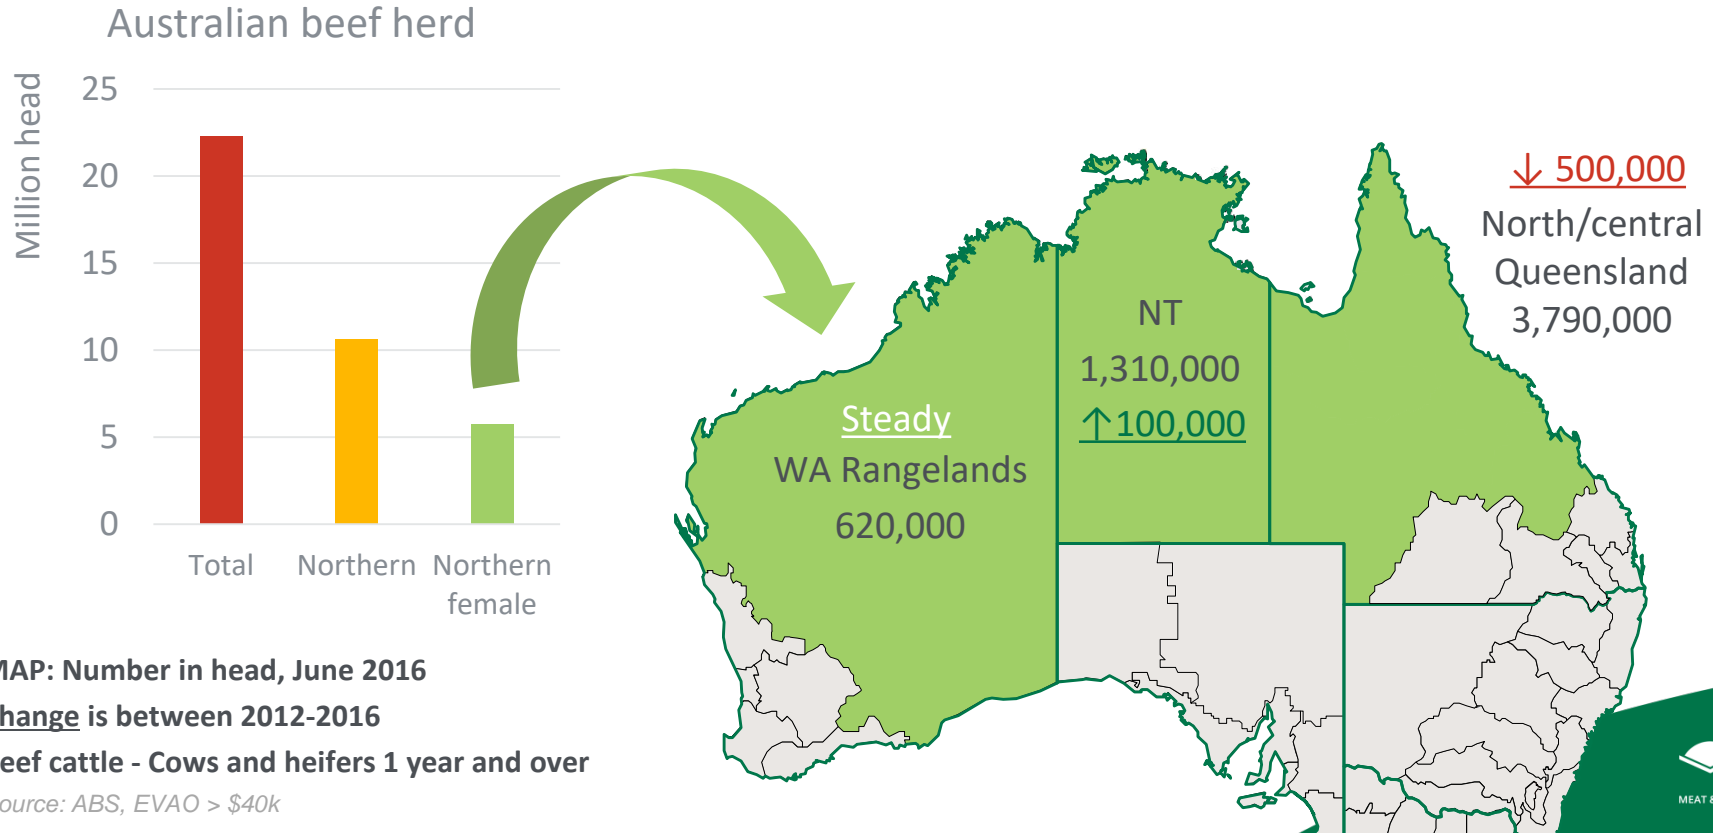 Australian beef herd
Million head
25
20
15
10
5
0
Total
Northern
Northern
female
↓ 500,000
North/central
Queensland
3,790,000
NT
1,310,000
↑100,000
Steady
WA Rangelands
620,000
MAP: Number in head, June 2016
hange is between 2012-2016
eef cattle - Cows and heifers 1 year and over
ource: ABS, EVAO > $40k
MEAT &